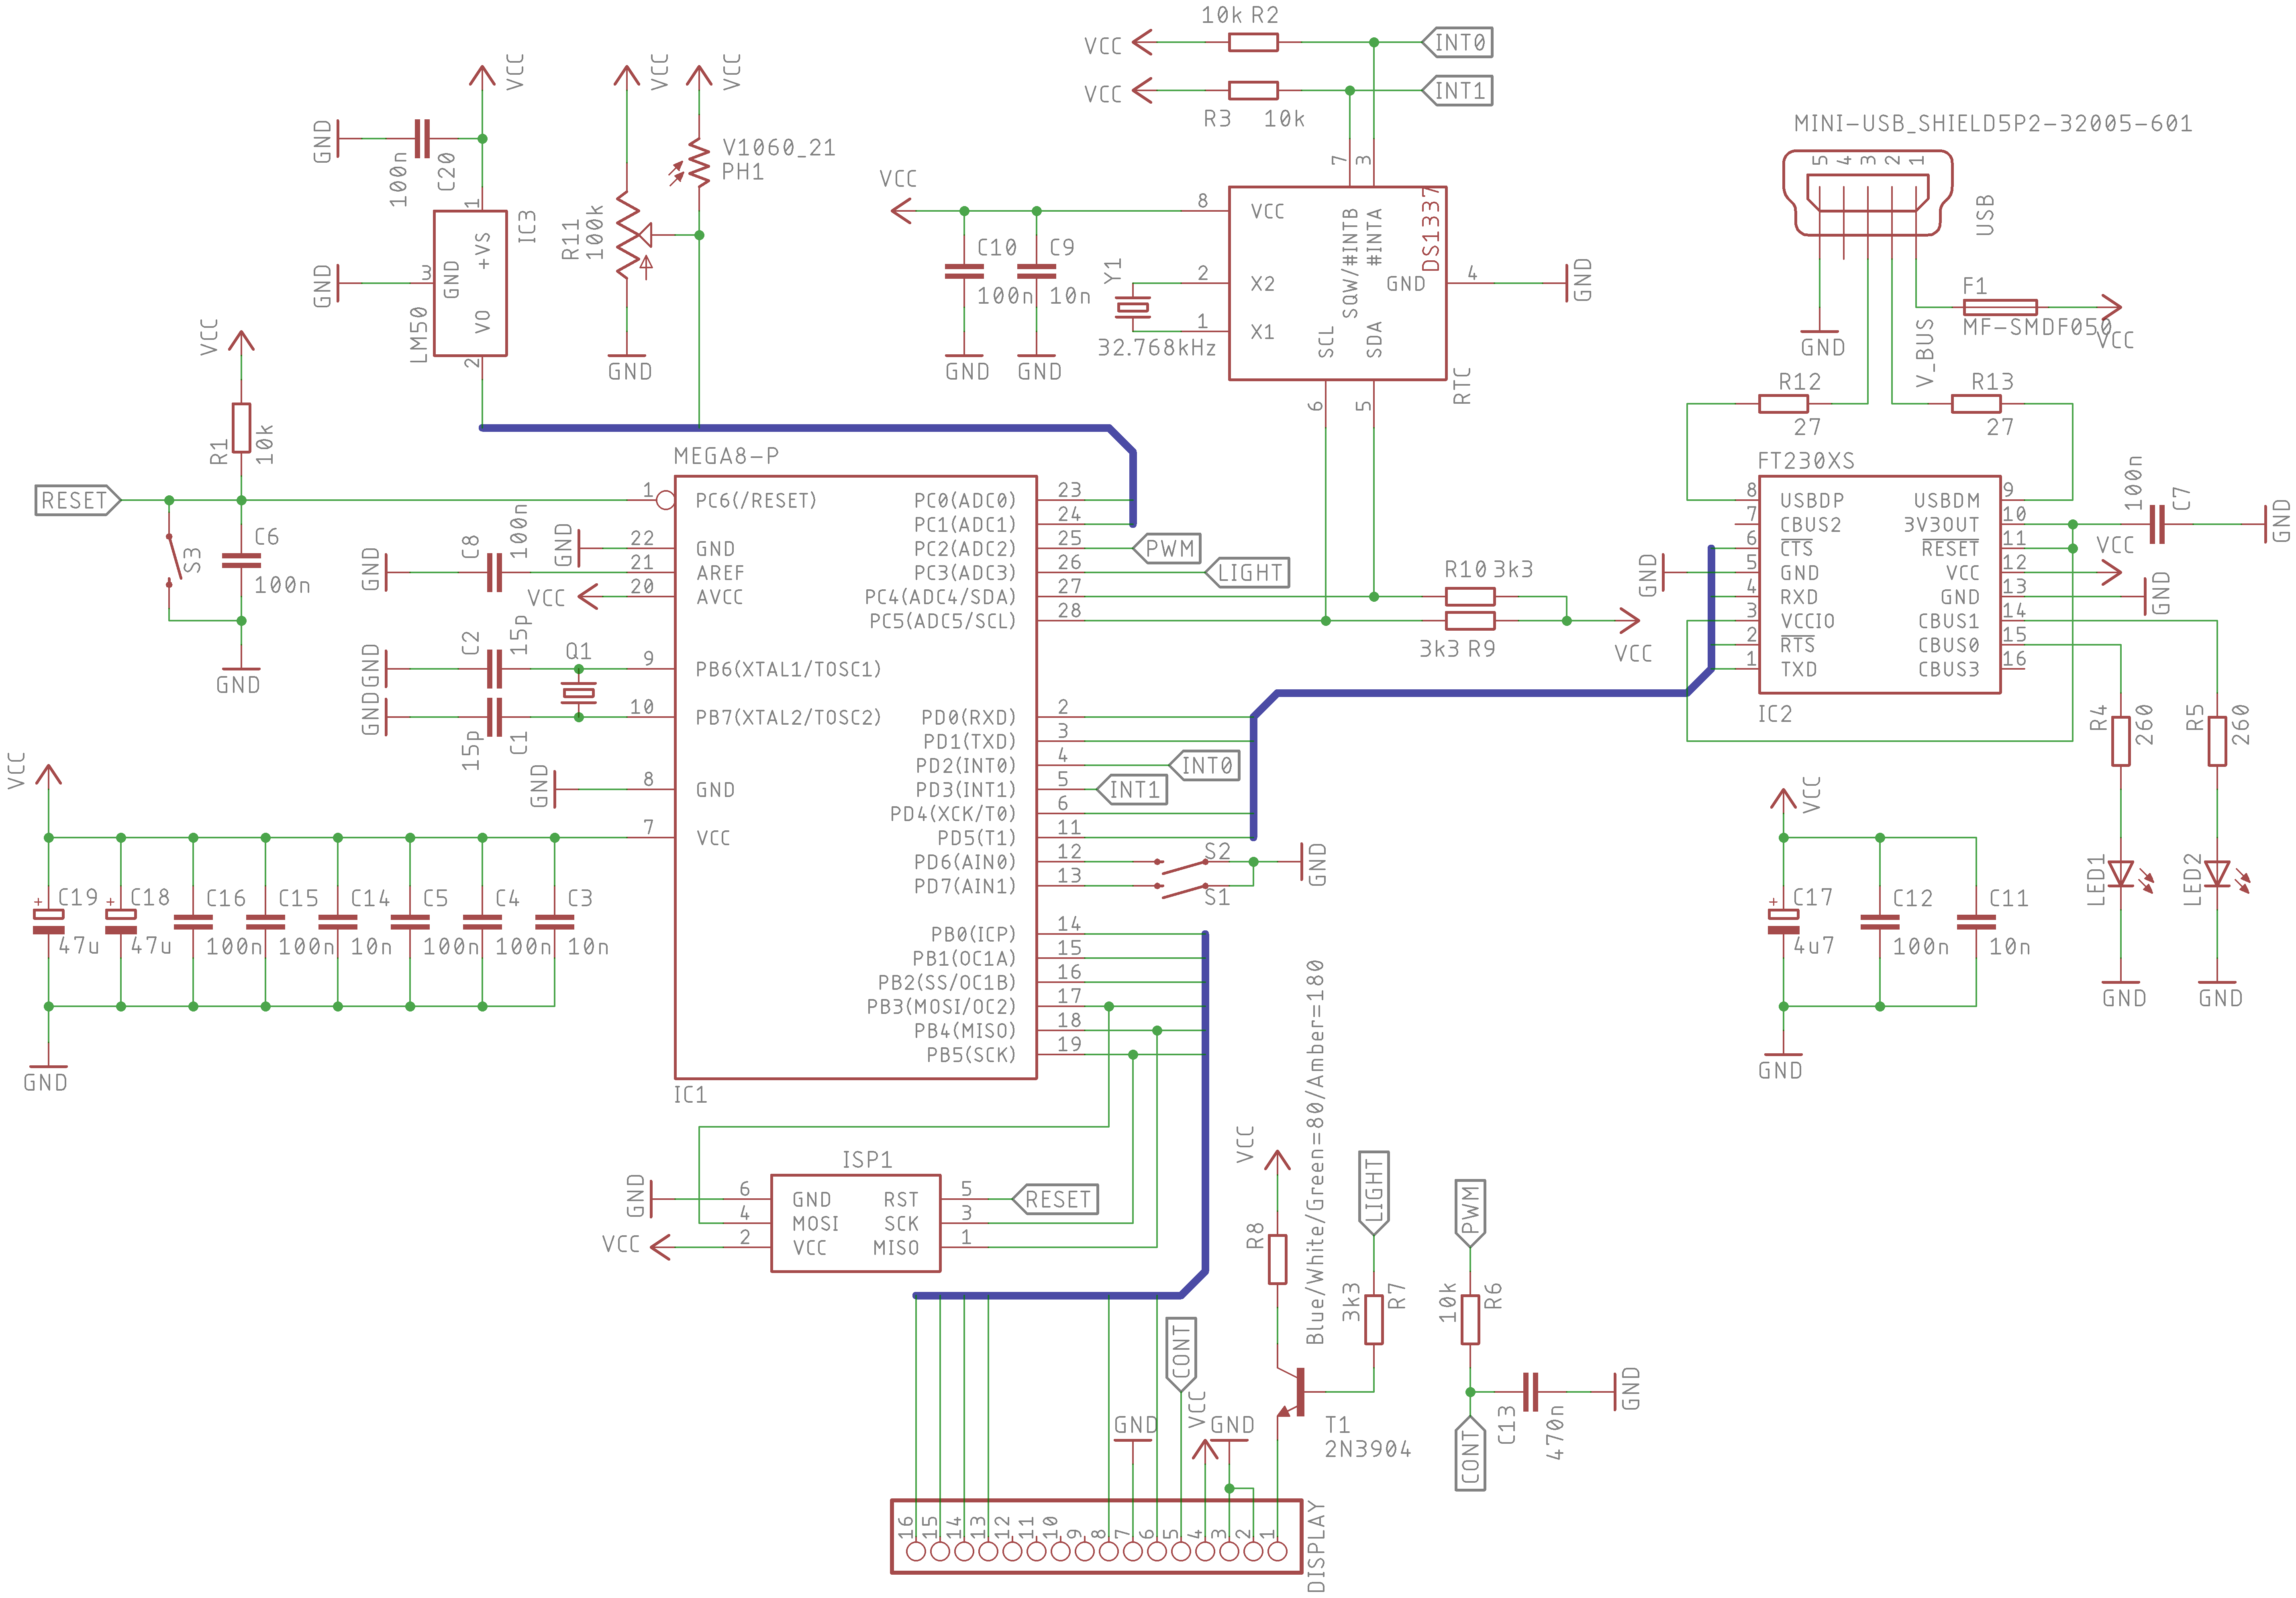 10k R2
VCC
INT0
VCC
INT1
R3 10k
VCC
VCC
VCC
GND
100n
C20
V1060_21
PH1
R11
100k
GND
1
IC3
+VS
3
GND
GND
VO
LM50
2
VCC
8
VCC
C10
100n
C9
10n
GND
GND
Y1
32.768kHz
2
X2
1
X1
7
3
SQW/#INTB
#INTA
DS1337
GND
4
GND
SCL
SDA
6
5
RTC
MINI-USB_SHIELD5P2-32005-601
5
4
3
2
1
USB
F1
MF-SMDF050
VCC
GND
V_BUS
R12
27
R13
27
VCC
R1
10k
RESET
S3
C6
100n
GND
MEGA8-P
1
PC6(/RESET)
GND
22
GND
GND
C8
100n
21
AREF
VCC
20
AVCC
GND
C2
15p
Q1
9
PB6(XTAL1/TOSC1)
GND
15p
C1
10
PB7(XTAL2/TOSC2)
GND
8
GND
7
VCC
PC0(ADC0)
23
PC1(ADC1)
24
PC2(ADC2)
25
PWM
PC3(ADC3)
26
LIGHT
PC4(ADC4/SDA)
27
PC5(ADC5/SCL)
28
R10 3k3
3k3 R9
VCC
PD0(RXD)
2
PD1(TXD)
3
PD2(INT0)
4
INT0
PD3(INT1)
5
INT1
PD4(XCK/T0)
6
PD5(T1)
11
PD6(AIN0)
12
S2
GND
PD7(AIN1)
13
S1
PB0(ICP)
14
PB1(OC1A)
15
PB2(SS/OC1B)
16
PB3(MOSI/OC2)
17
PB4(MISO)
18
PB5(SCK)
19
IC1
FT230XS
8
USBDP
USBDM
9
7
CBUS2
3V3OUT
10
6
CTS
RESET
11
5
GND
VCC
12
4
RXD
GND
13
3
VCCIO
CBUS1
14
2
RTS
CBUS0
15
1
TXD
CBUS3
16
IC2
GND
100n
C7
GND
VCC
GND
R4
260
R5
260
LED1
LED2
GND
GND
VCC
C17
4u7
C12
100n
C11
10n
GND
VCC
C19
47u
C18
47u
C16
100n
C15
100n
C14
10n
C5
100n
C4
100n
C3
10n
GND
ISP1
GND
6
GND
RST
5
RESET
4
MOSI
SCK
3
VCC
2
VCC
MISO
1
VCC
R8
Blue/White/Green=80/Amber=180
LIGHT
3k3
R7
PWM
10k
R6
CONT
C13
470n
GND
T1
2N3904
CONT
GND
VCC
GND
16
15
14
13
12
11
10
9
8
7
6
5
4
3
2
1
DISPLAY